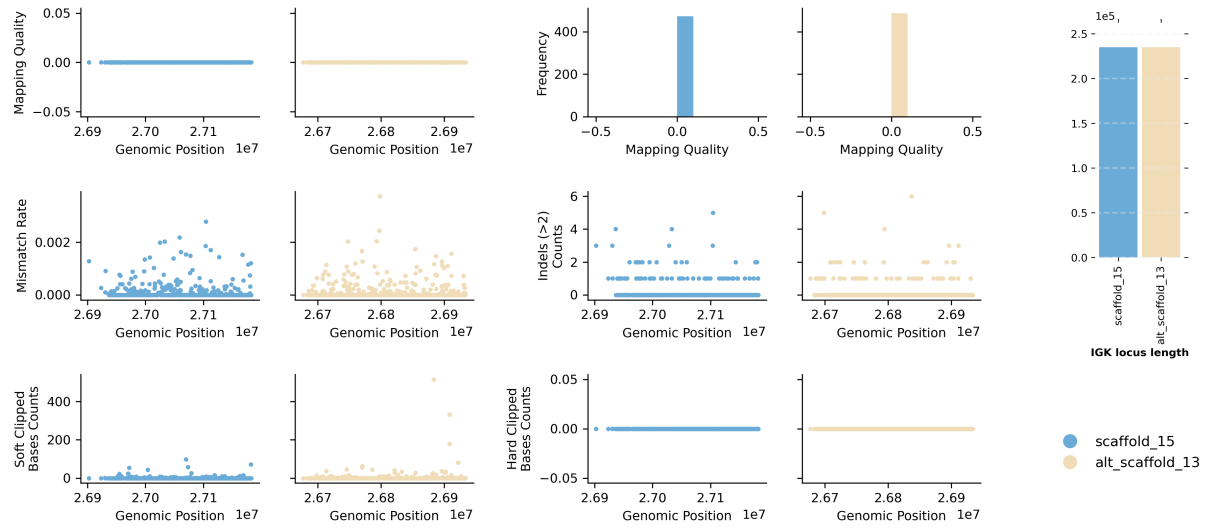 Mapping Quality
0.05
0.00
−0.05
2.69
2.70
2.71
Genomic Position
1e7
2.67
2.68
2.69
Genomic Position
1e7
Frequency
400
200
0
−0.5
0.0
0.5
Mapping Quality
−0.5
0.0
0.5
Mapping Quality
1e5
2.5
2.0
1.5
1.0
0.5
0.0
scaffold_15
alt_scaffold_13
IGK locus length
Mismatch Rate
0.002
0.000
2.69
2.70
2.71
Genomic Position
1e7
2.67
2.68
2.69
Genomic Position
1e7
Indels (>2)
Counts
6
4
2
0
2.69
2.70
2.71
Genomic Position
1e7
2.67
2.68
2.69
Genomic Position
1e7
Soft Clipped
Bases Counts
400
200
0
2.69
2.70
2.71
Genomic Position
1e7
2.67
2.68
2.69
Genomic Position
1e7
Hard Clipped
Bases Counts
0.05
0.00
−0.05
2.69
2.70
2.71
Genomic Position
1e7
2.67
2.68
2.69
Genomic Position
1e7
scaffold_15
alt_scaffold_13